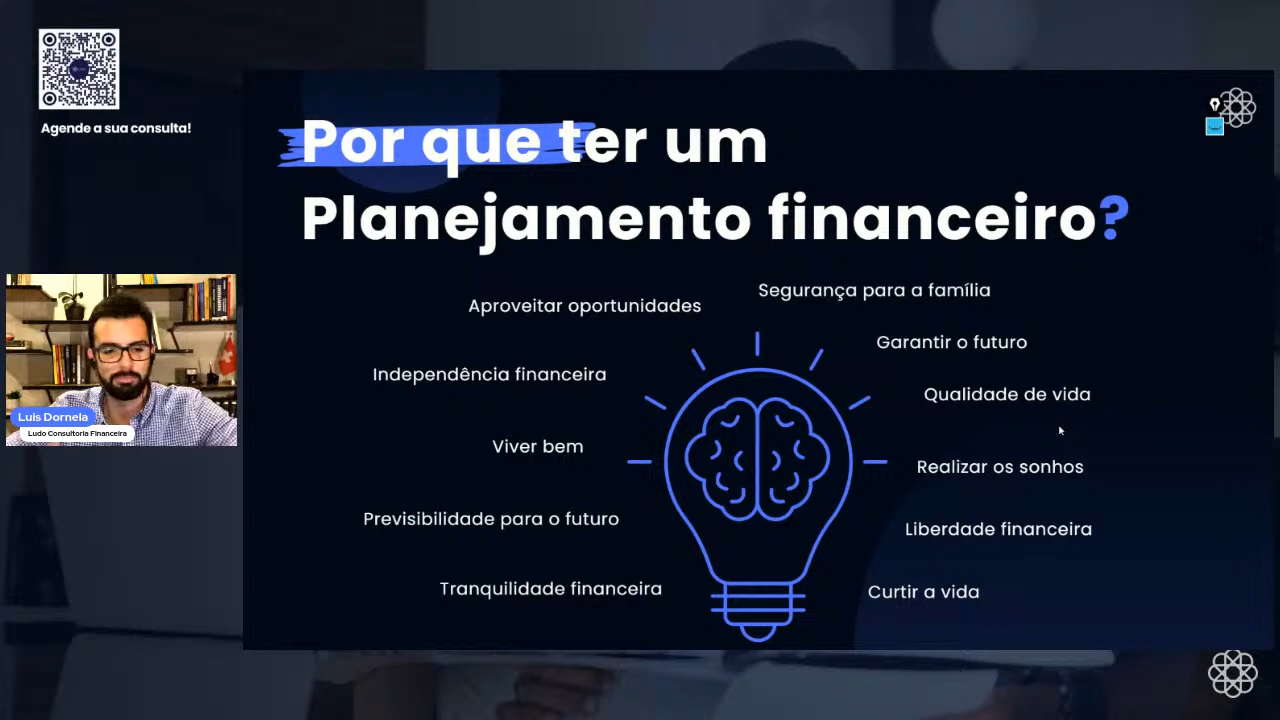 Agende a sua consulta!
Por que ter um
Planejamento financeiro?
Aproveitar oportunidades
Segurança para a família
Garantir o futuro
Independência financeira
Qualidade de vida
Viver bem
Realizar os sonhos
Previsibilidade para o futuro
Liberdade financeira
Tranquilidade financeira
Curtir a vida
Luis Dornela
Ludo Consultoria Financeira